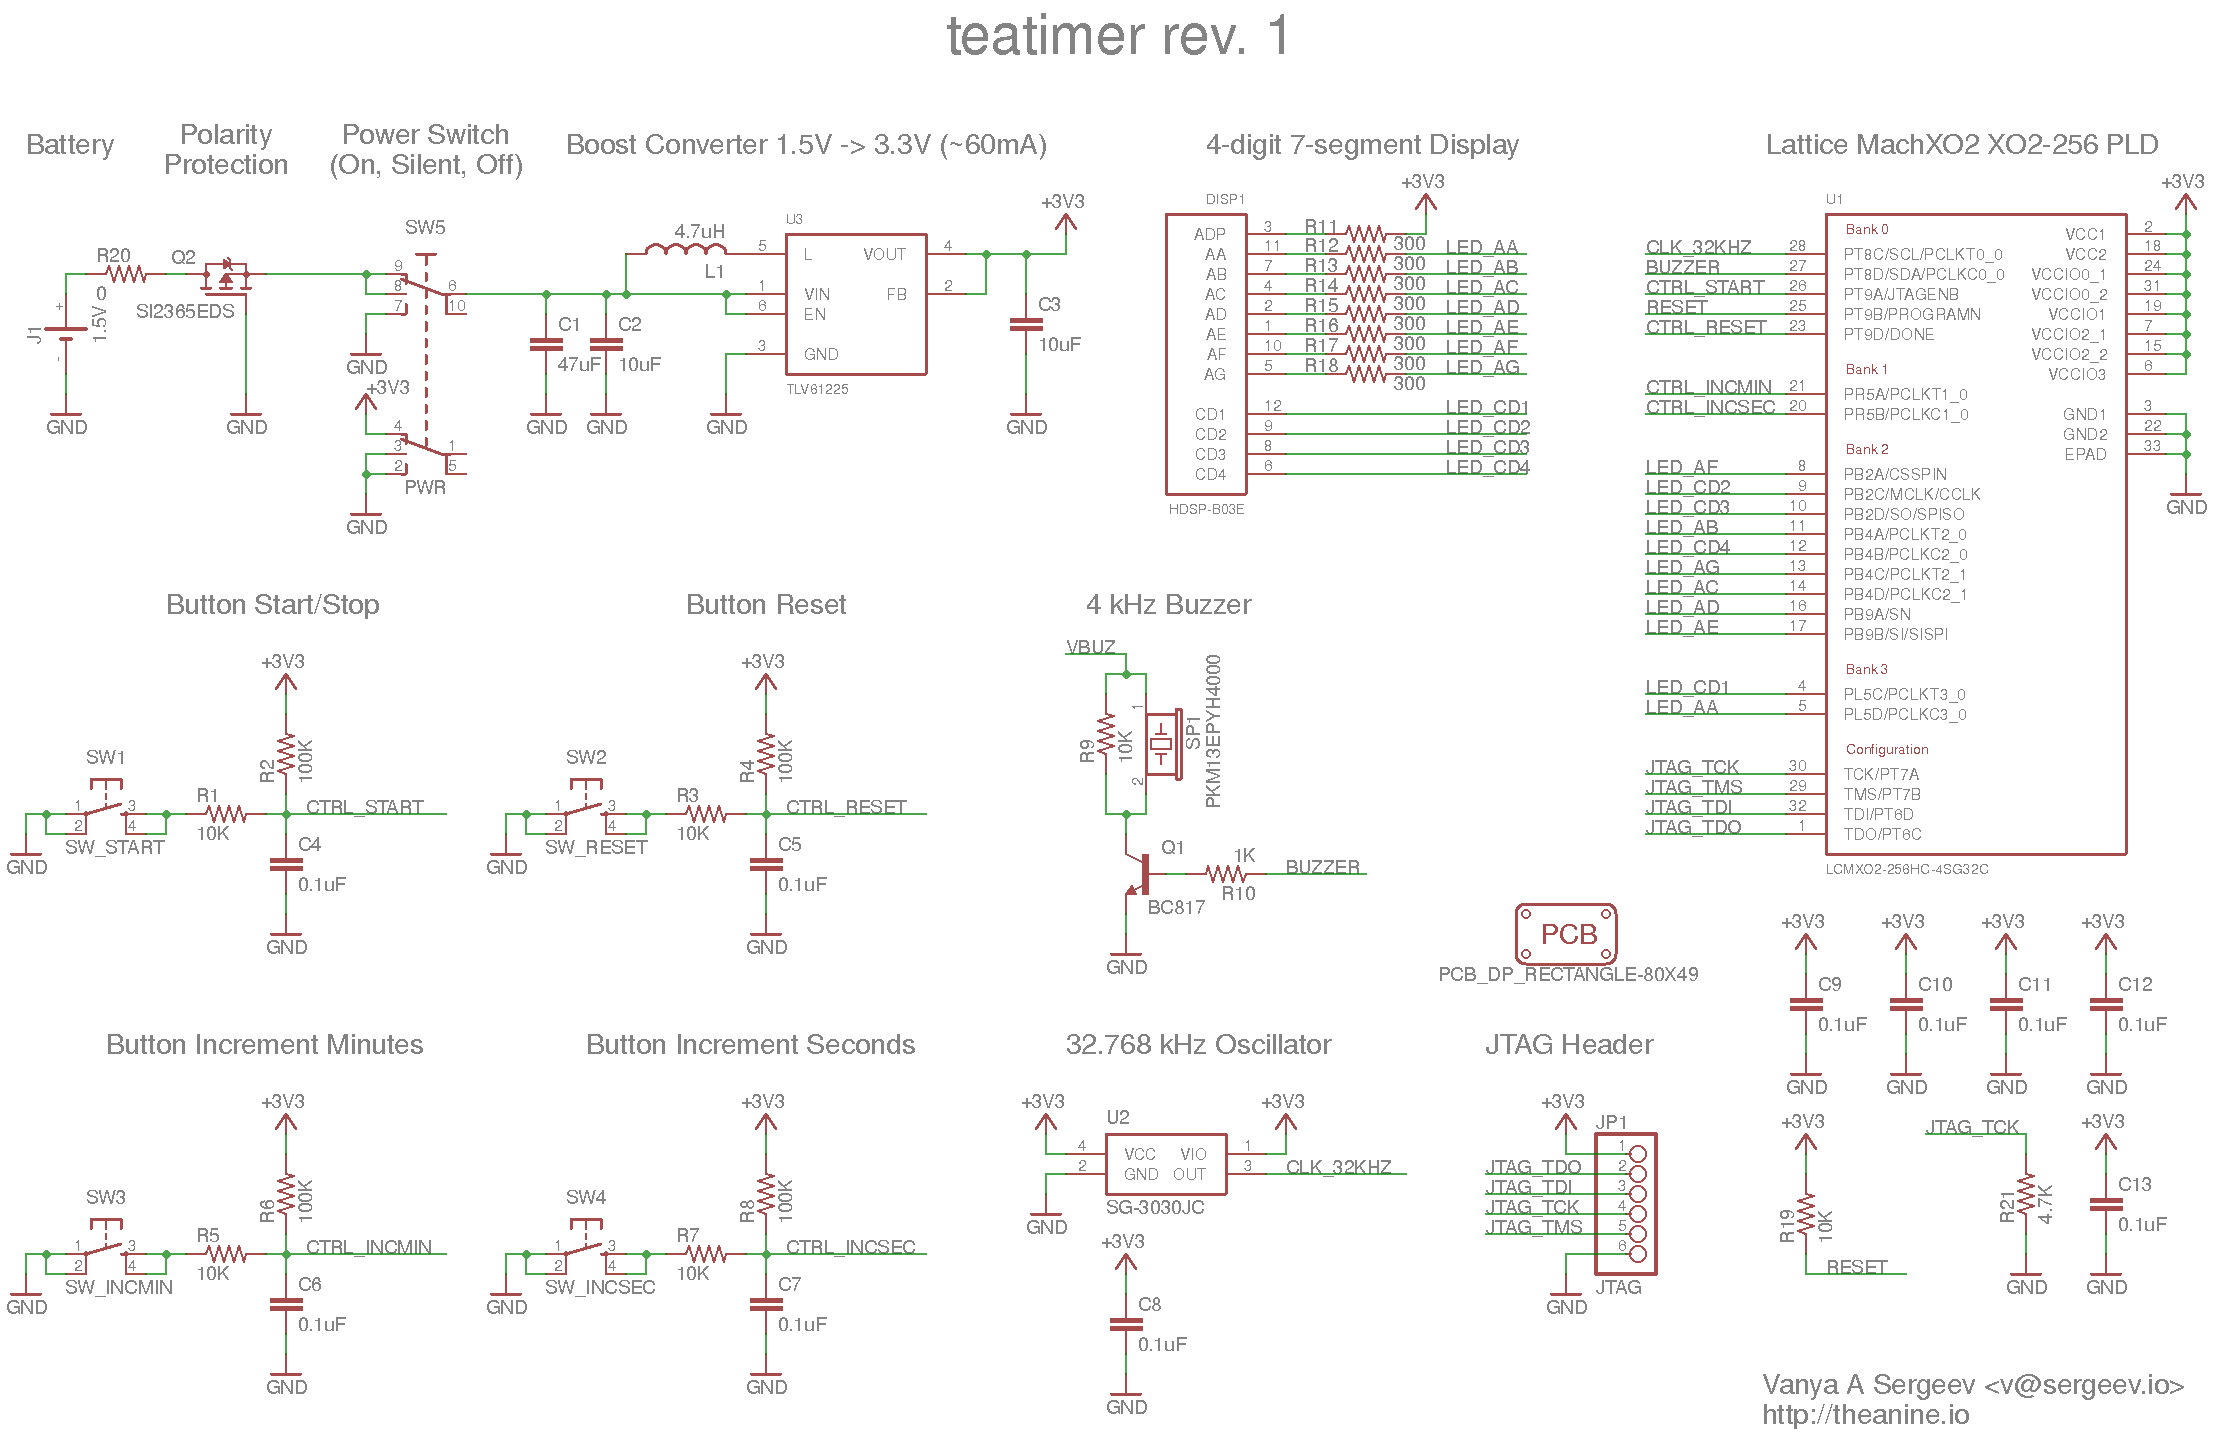 teatimer rev. 1
Battery
Polarity
Protection
Power Switch
(On, Silent, Off)
Boost Converter 1.5V -> 3.3V (~60mA)
R20
0
Q2
SI2365EDS
J1
1.5V
+
-
GND
GND
SW5
9
8
7
6
10
GND
+3V3
4
3
2
1
5
PWR
GND
4.7uH
L1
C1
47uF
GND
C2
10uF
GND
GND
U3
5 L
1 VIN
6 EN
3 GND
VOUT 4
FB 2
TLV61225
+3V3
C3
10uF
GND
4-digit 7-segment Display
DISP1
+3V3
ADP 3 R11 300
AA 11 R12 300 LED_AA
AB 7 R13 300 LED_AB
AC 4 R14 300 LED_AC
AD 2 R15 300 LED_AD
AE 1 R16 300 LED_AE
AF 10 R17 300 LED_AF
AG 5 R18 300 LED_AG
CD1 12 LED_CD1
CD2 9 LED_CD2
CD3 8 LED_CD3
CD4 6 LED_CD4
HDSP-B03E
Lattice MachXO2 XO2-256 PLD
U1
+3V3
Bank 0
CLK_32KHZ 28 PT8C/SCL/PCLKT0_0
BUZZER 27 PT8D/SDA/PCLKC0_0
CTRL_START 26 PT9A/JTAGENB
RESET 25 PT9B/PROGRAMN
CTRL_RESET 23 PT9D/DONE
Bank 1
CTRL_INCMIN 21 PR5A/PCLKT1_0
CTRL_INCSEC 20 PR5B/PCLKC1_0
Bank 2
LED_AF 8 PB2A/CSSPIN
LED_CD2 9 PB2C/MCLK/CCLK
LED_CD3 10 PB2D/SO/SPISO
LED_AB 11 PB4A/PCLKT2_0
LED_CD4 12 PB4B/PCLKC2_0
LED_AG 13 PB4C/PCLKT2_1
LED_AC 14 PB4D/PCLKC2_1
LED_AD 16 PB9A/SN
LED_AE 17 PB9B/SI/SISPI
Bank 3
LED_CD1 4 PL5C/PCLKT3_0
LED_AA 5 PL5D/PCLKC3_0
Configuration
JTAG_TCK 30 TCK/PT7A
JTAG_TMS 29 TMS/PT7B
JTAG_TDI 32 TDI/PT6D
JTAG_TDO 1 TDO/PT6C
VCC1 2
VCC2 18
VCCIO0_1 24
VCCIO0_2 31
VCCIO1 19
VCCIO2_1 7
VCCIO2_2 15
VCCIO3 6
GND1 3
GND2 22
EPAD 33
GND
LCMXO2-256HC-4SG32C
Button Start/Stop
+3V3
R2
100K
SW1
1
2
3
4
SW_START
GND
R1
10K
CTRL_START
C4
0.1uF
GND
Button Reset
+3V3
R4
100K
SW2
1
2
3
4
SW_RESET
GND
R3
10K
CTRL_RESET
C5
0.1uF
GND
4 kHz Buzzer
VBUZ
R9
10K
1
2
SP1
PKM13EPYH4000
Q1
BC817
1K
R10
BUZZER
GND
PCB
PCB_DP_RECTANGLE-80X49
+3V3
C9
0.1uF
GND
+3V3
C10
0.1uF
GND
+3V3
C11
0.1uF
GND
+3V3
C12
0.1uF
GND
Button Increment Minutes
+3V3
R6
100K
SW3
1
2
3
4
SW_INCMIN
GND
R5
10K
CTRL_INCMIN
C6
0.1uF
GND
Button Increment Seconds
+3V3
R8
100K
SW4
1
2
3
4
SW_INCSEC
GND
R7
10K
CTRL_INCSEC
C7
0.1uF
GND
32.768 kHz Oscillator
+3V3
U2
+3V3
4 VCC VIO 1
2 GND OUT 3
CLK_32KHZ
SG-3030JC
GND
+3V3
C8
0.1uF
GND
JTAG Header
+3V3
JP1
1
JTAG_TDO 2
JTAG_TDI 3
JTAG_TCK 4
JTAG_TMS 5
6
GND
JTAG
+3V3
R19
10K
RESET
JTAG_TCK
R21
4.7K
GND
+3V3
C13
0.1uF
GND
Vanya A Sergeev <v@sergeev.io>
http://theanine.io